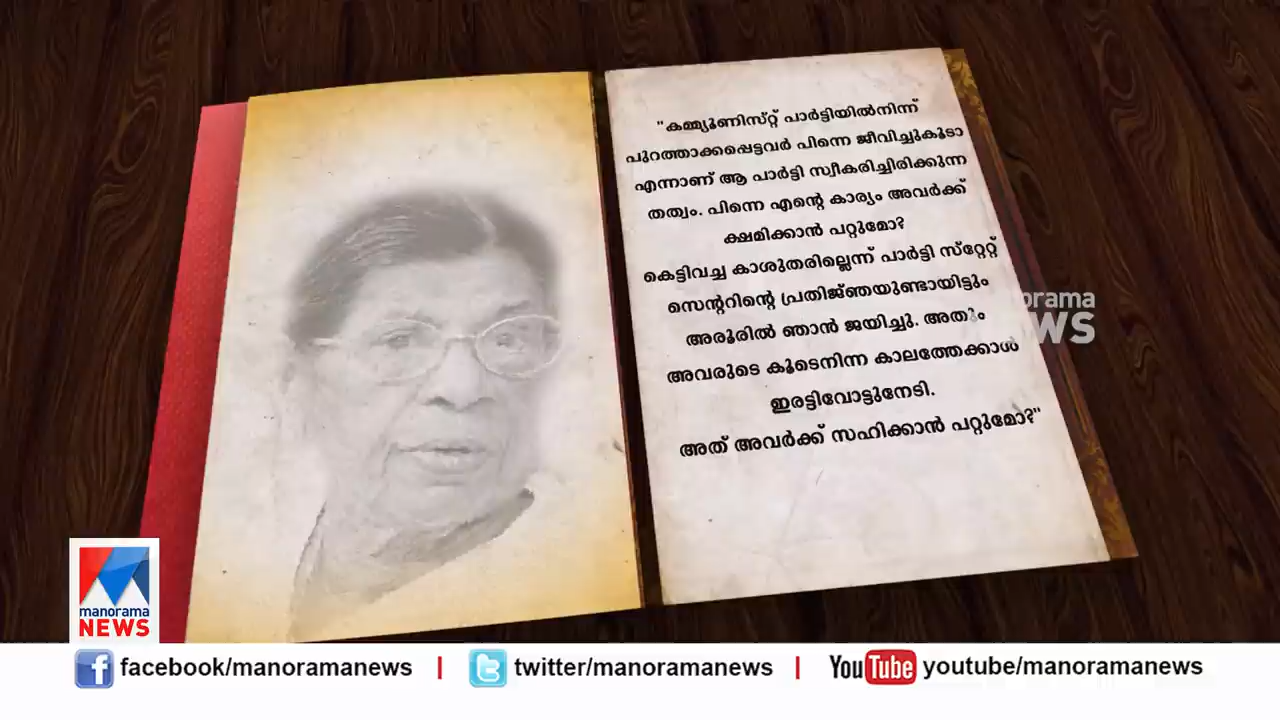 "കമ്മ്യൂണിസ്റ്റ് പാർട്ടിയിൽനിന്ന്
പുറത്താക്കപ്പെട്ടവർ പിന്നെ ജീവിച്ചുകൂടാ
എന്നാണ് ആ പാർട്ടി സ്വീകരിച്ചിരിക്കുന്ന
തത്വം. പിന്നെ എന്റെ കാര്യം അവർക്ക്
ക്ഷമിക്കാൻ പറ്റുമോ?
കെട്ടിവച്ച കാശുതരില്ലെന്ന് പാർട്ടി സ്റ്റേറ്റ്
സെന്ററിന്റെ പ്രതിജ്ഞയുണ്ടായിട്ടും
അരൂരിൽ ഞാൻ ജയിച്ചു. അതും
അവരുടെ കൂടെനിന്ന കാലത്തേക്കാൾ
ഇരട്ടിവോട്ടുനേടി.
അത് അവർക്ക് സഹിക്കാൻ പറ്റുമോ?"
orama
NEWS
manorama
NEWS
facebook/manoramanews | twitter/manoramanews | YouTube youtube/manoramanews